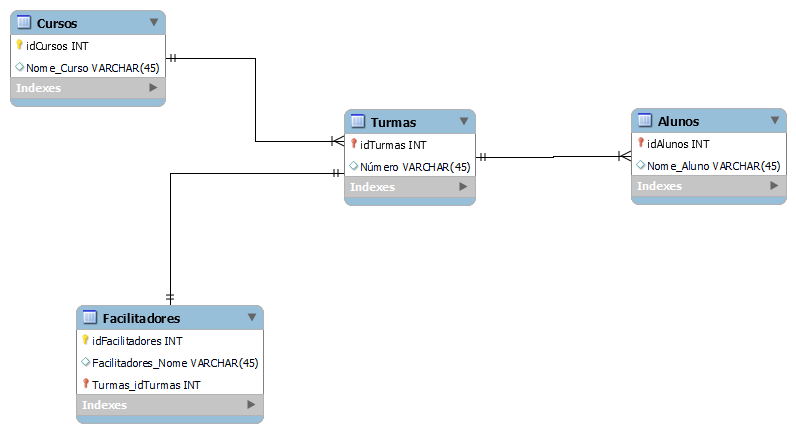 Cursos
idCursos INT
Nome_Curso VARCHAR(45)
Indexes
Turmas
idTurmas INT
Número VARCHAR(45)
Indexes
Alunos
idAlunos INT
Nome_Aluno VARCHAR(45)
Indexes
Facilitadores
idFacilitadores INT
Facilitadores_Nome VARCHAR(45)
Turmas_idTurmas INT
Indexes